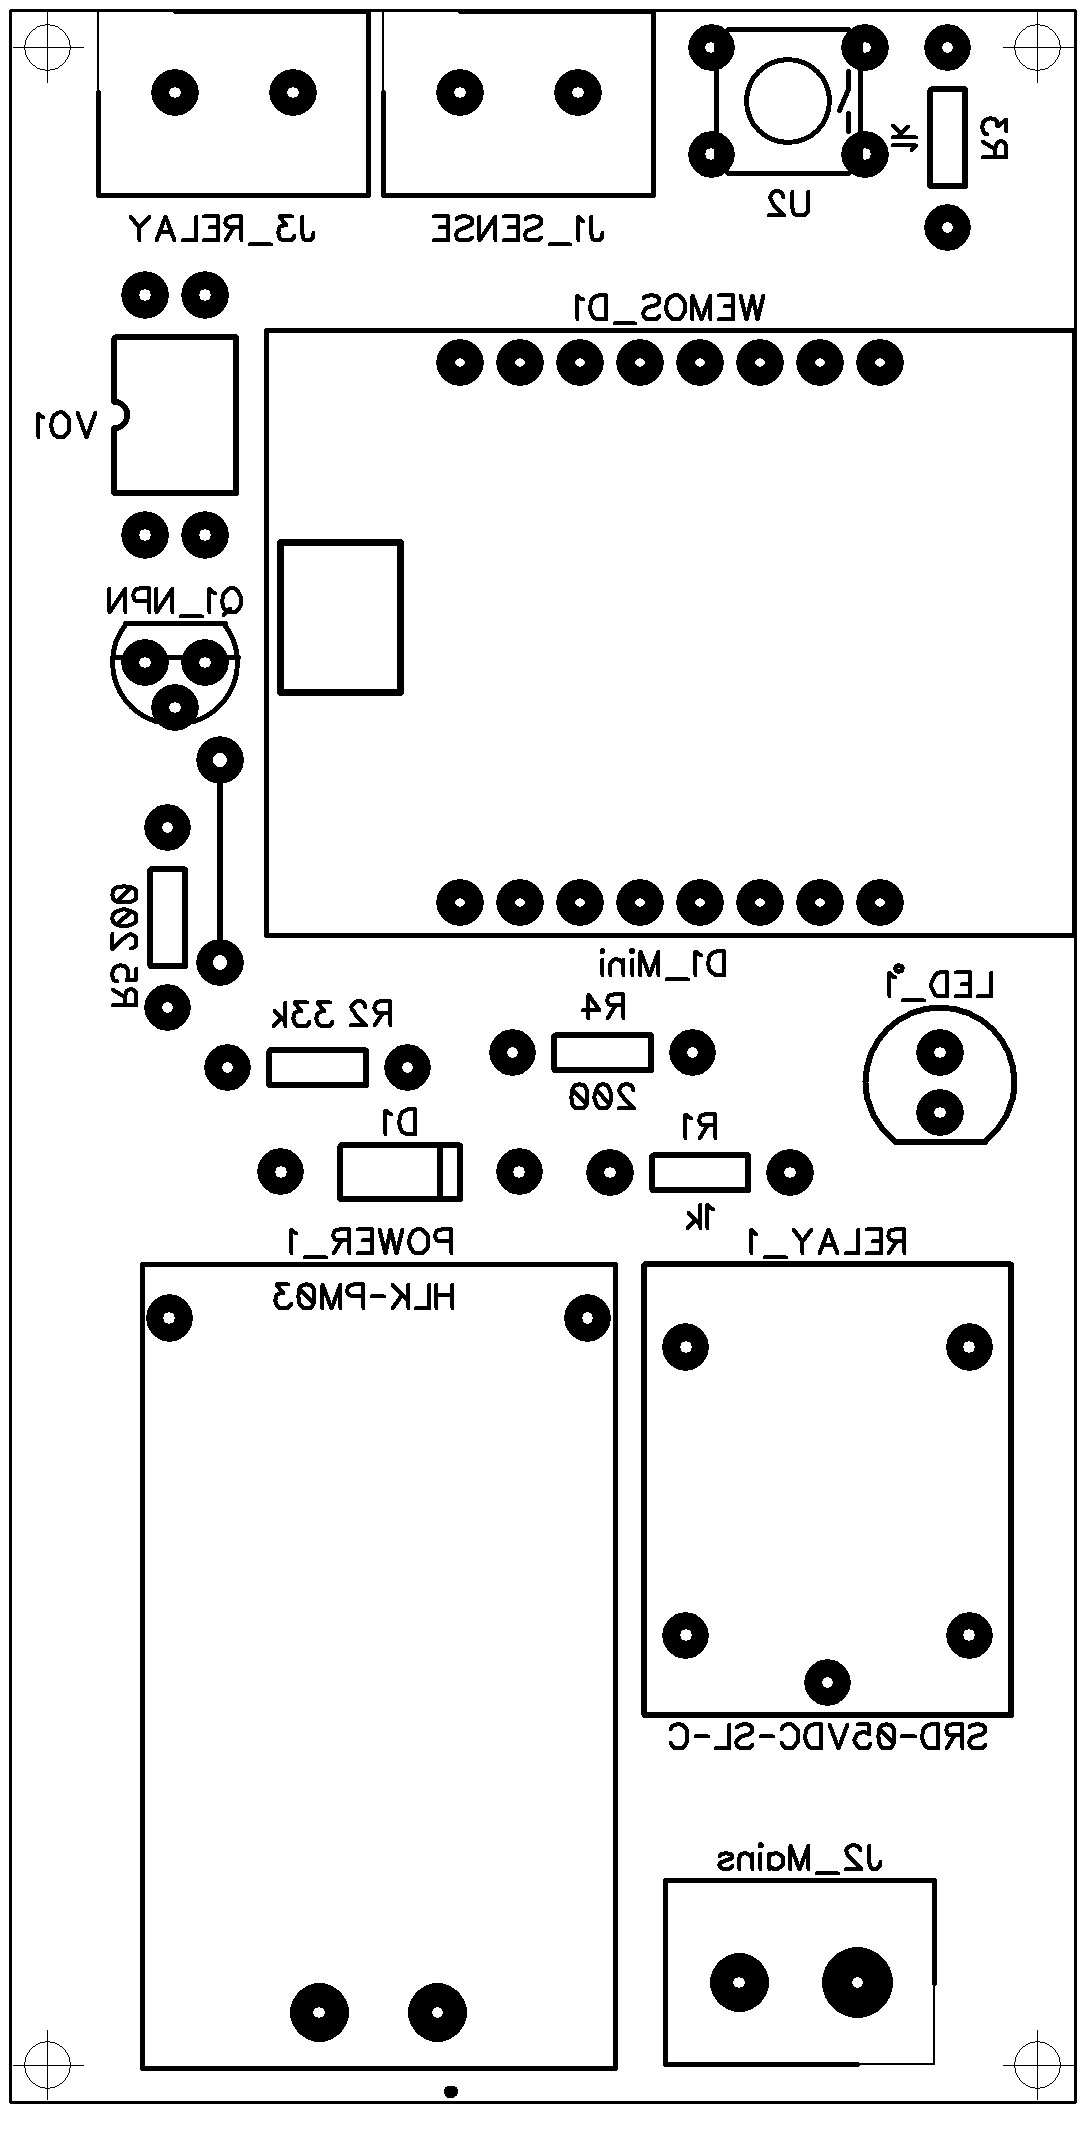 1k
R3
U2
J3_RELAY
J1_SENSE
WEMOS_D1
VO1
Q1_NPN
R5 200
D1_Mini
LED_1
R2 33k
R4
200
D1
R1
1k
POWER_1
RELAY_1
HLK-PM03
SRD-05VDC-SL-C
J2_Mains